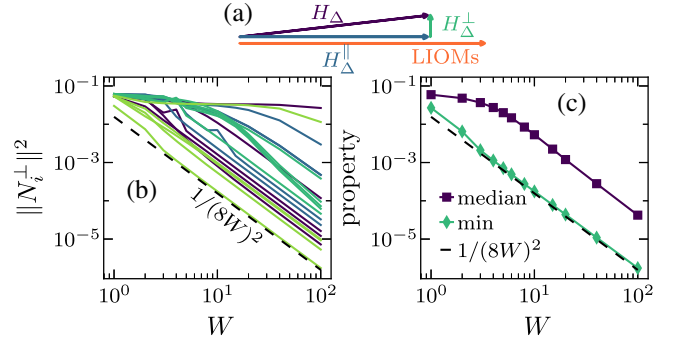 (a)
H_Δ
H_Δ^⊥
H_Δ^∥
LIOMs
10^{-1}
10^{-3}
10^{-5}
‖N_i^⊥‖^2
(b)
1/(8W)^2
10^0
10^1
10^2
W
10^{-1}
10^{-3}
10^{-5}
property
(c)
median
min
1/(8W)^2
10^0
10^1
10^2
W